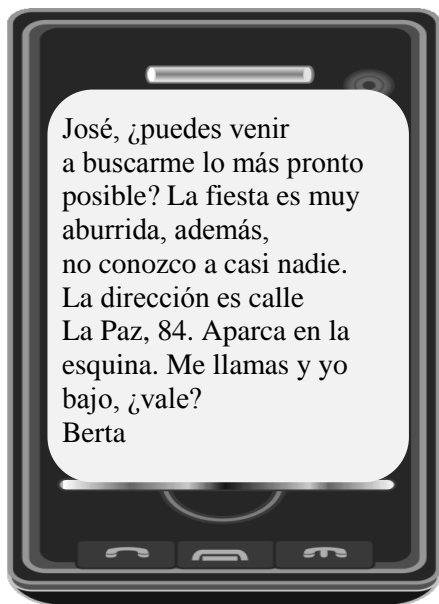 José, ¿puedes venir
a buscarme lo más pronto
posible? La fiesta es muy
aburrida, además,
no conozco a casi nadie.
La dirección es calle
La Paz, 84. Aparca en la
esquina. Me llamas y yo
bajo, ¿vale?
Berta